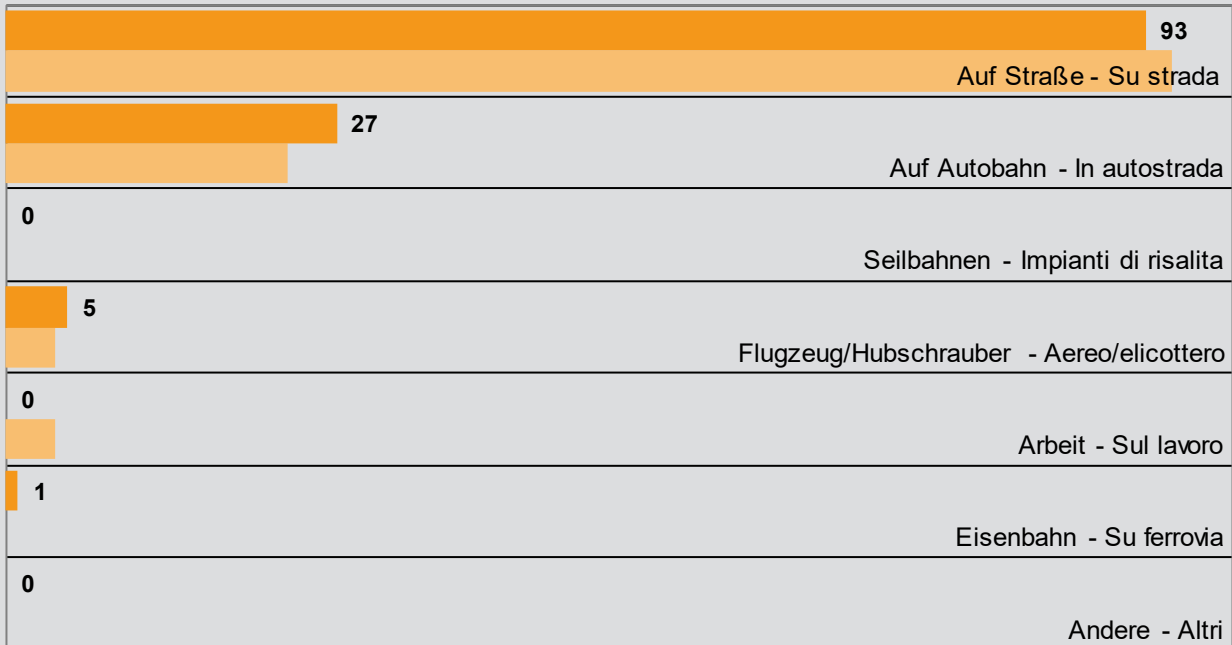 93
Auf Straße - Su strada
27
Auf Autobahn - In autostrada
0
Seilbahnen - Impianti di risalita
5
Flugzeug/Hubschrauber - Aereo/elicottero
0
Arbeit - Sul lavoro
1
Eisenbahn - Su ferrovia
0
Andere - Altri